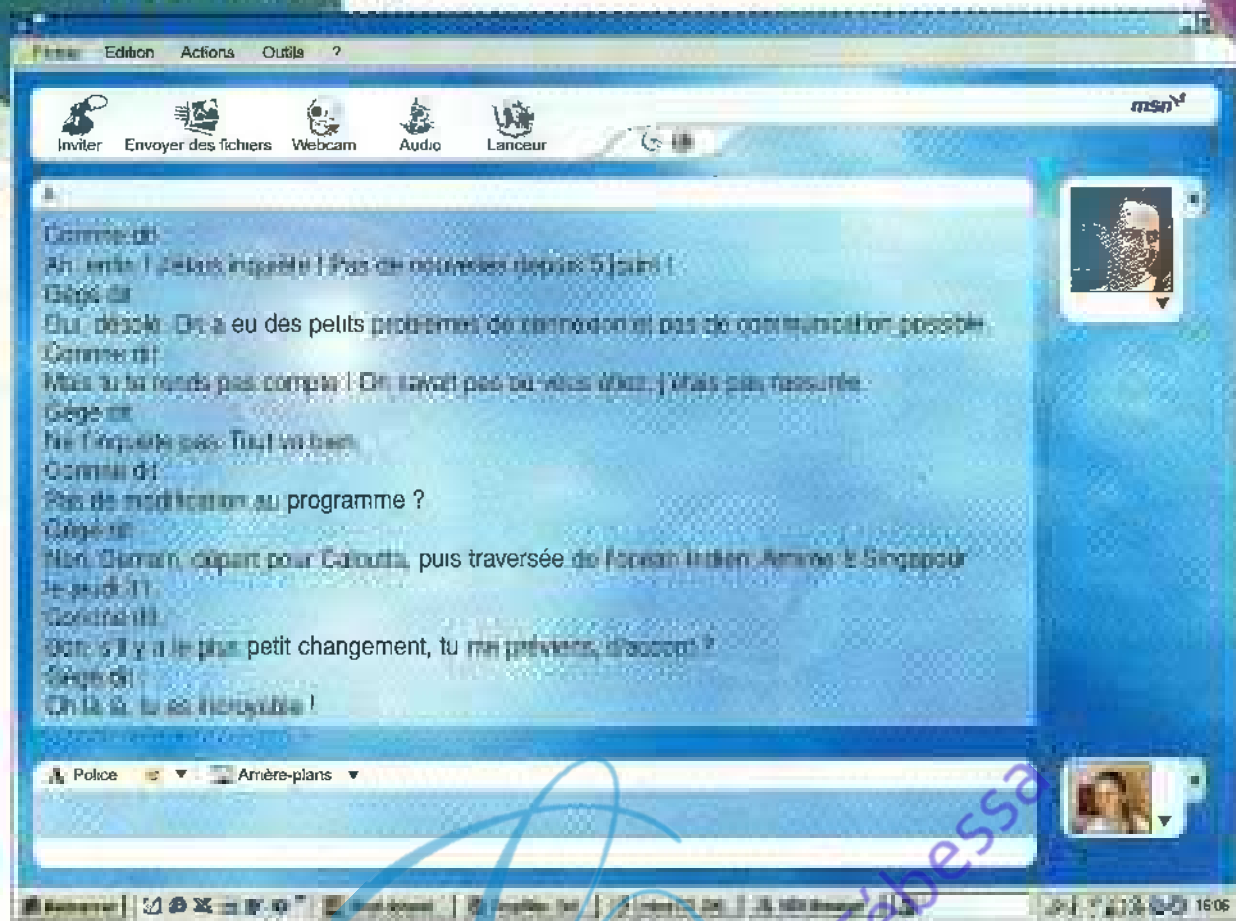 Edition Actions Outils ?
msn
Inviter Envoyer des fichiers Webcam Audio Lanceur
Corinne dit
Ah, enfin ! J'étais inquiète ! Pas de nouvelles depuis 5 jours !
Gégé dit
Oui, désolé. On a eu des petits problèmes de connexion et pas de communication possible.
Corinne dit
Mais tu te rends pas compte ! On savait pas où vous étiez, j'étais pas rassurée.
Gégé dit
Ne t'inquiète pas. Tout va bien.
Corinne dit
Pas de modification au programme ?
Gégé dit
Non. Demain, départ pour Calcutta, puis traversée de l'océan Indien. Arrivée à Singapour
le jeudi 11.
Corinne dit
Bon, s'il y a le plus petit changement, tu me préviens, d'accord ?
Gégé dit :
Oh là là, tu es incroyable !
Police Arrière-plans
16:06